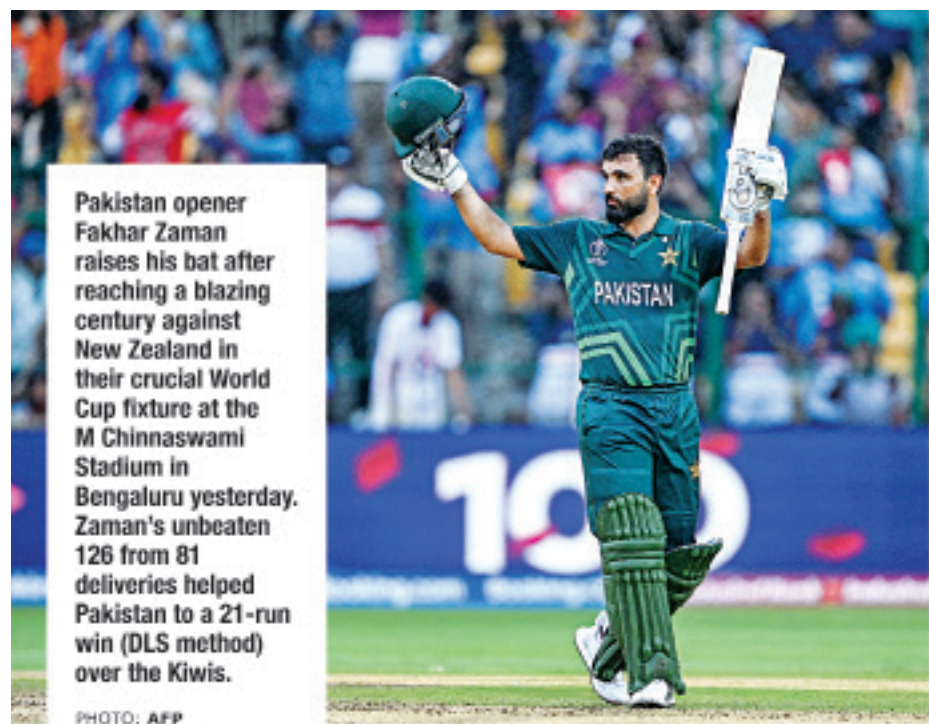 Pakistan opener
Fakhar Zaman
raises his bat after
reaching a blazing
century against
New Zealand in
their crucial World
Cup fixture at the
M Chinnaswami
Stadium in
Bengaluru yesterday.
Zaman's unbeaten
126 from 81
deliveries helped
Pakistan to a 21-run
win (DLS method)
over the Kiwis.
PHOTO: AFP
PAKISTAN
100